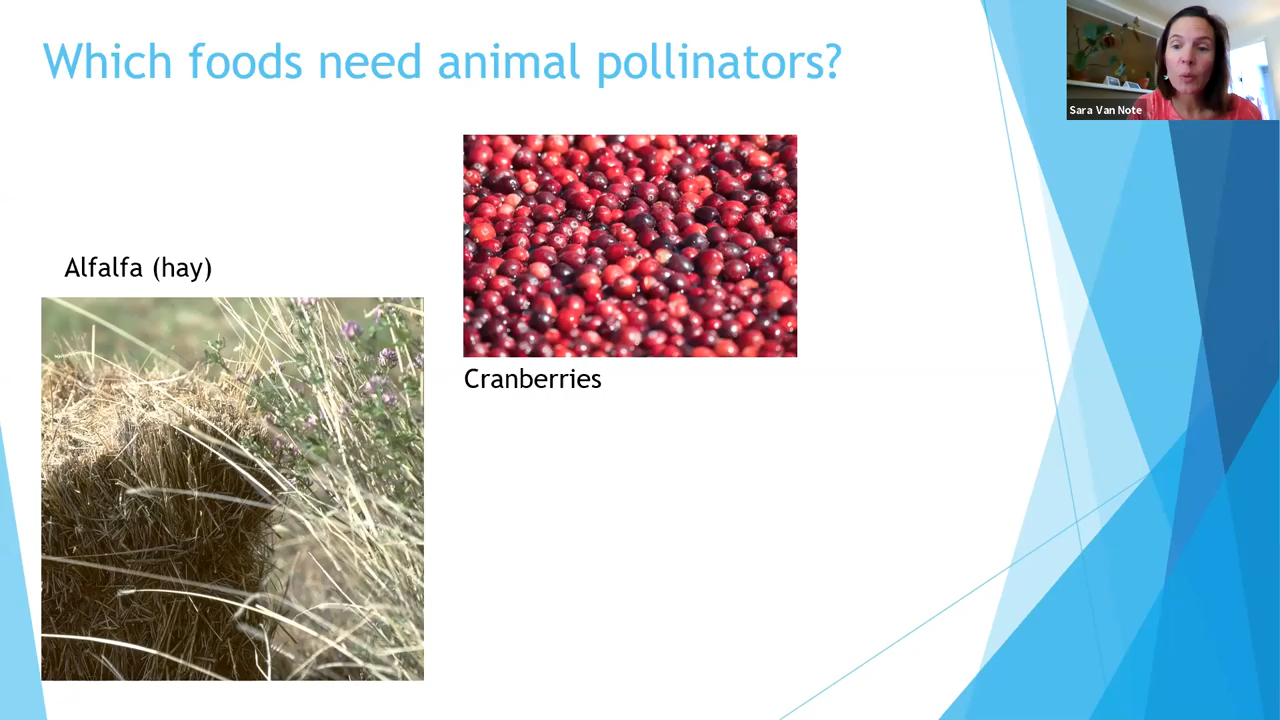 Which foods need animal pollinators?
Sara Van Note
Alfalfa (hay)
Cranberries